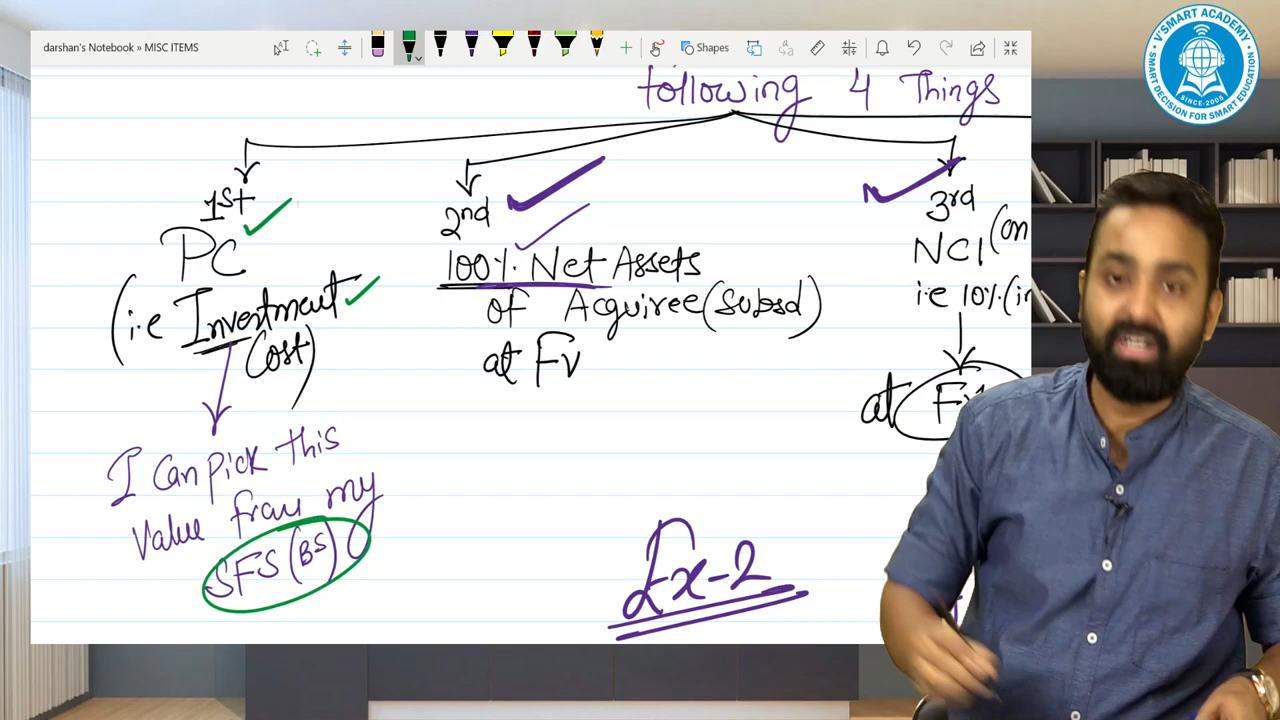 darshan's Notebook » MISC ITEMS
Shapes
V'SMART ACADEMY
SINCE-2005
SMART DECISION FOR SMART EDUCATION
following 4 Things
1st
PC
(i.e Investment
Cost)
I can pick this
value from my
SFS (BS)
2nd
100%. Net Assets
of Acquiree (subsd)
at FV
3rd
NCI (on
i.e 10% (in
at FV
Ex-2